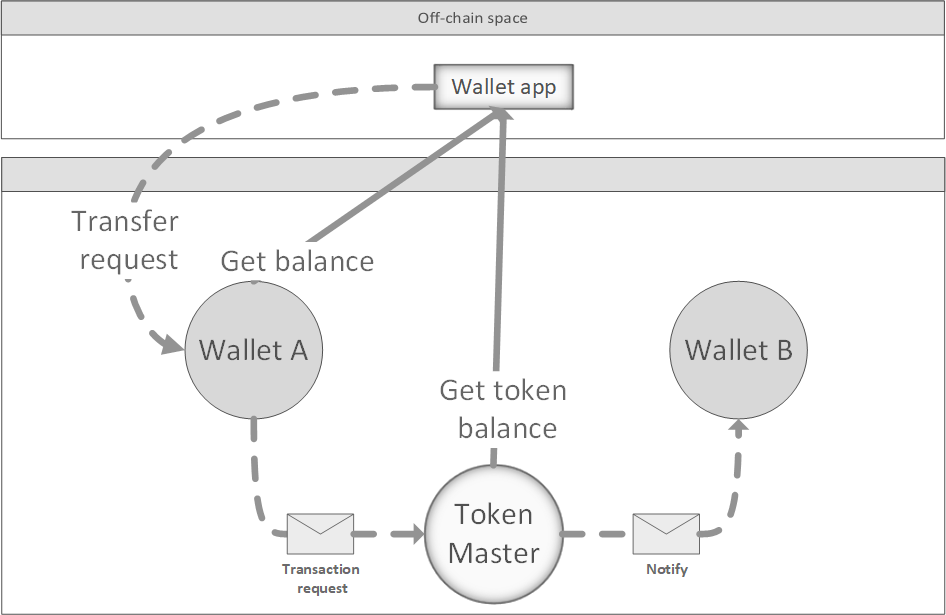 Off-chain space
Wallet app
Transfer
request
Get balance
Wallet A
Wallet B
Get token
balance
Token
Master
Transaction
request
Notify